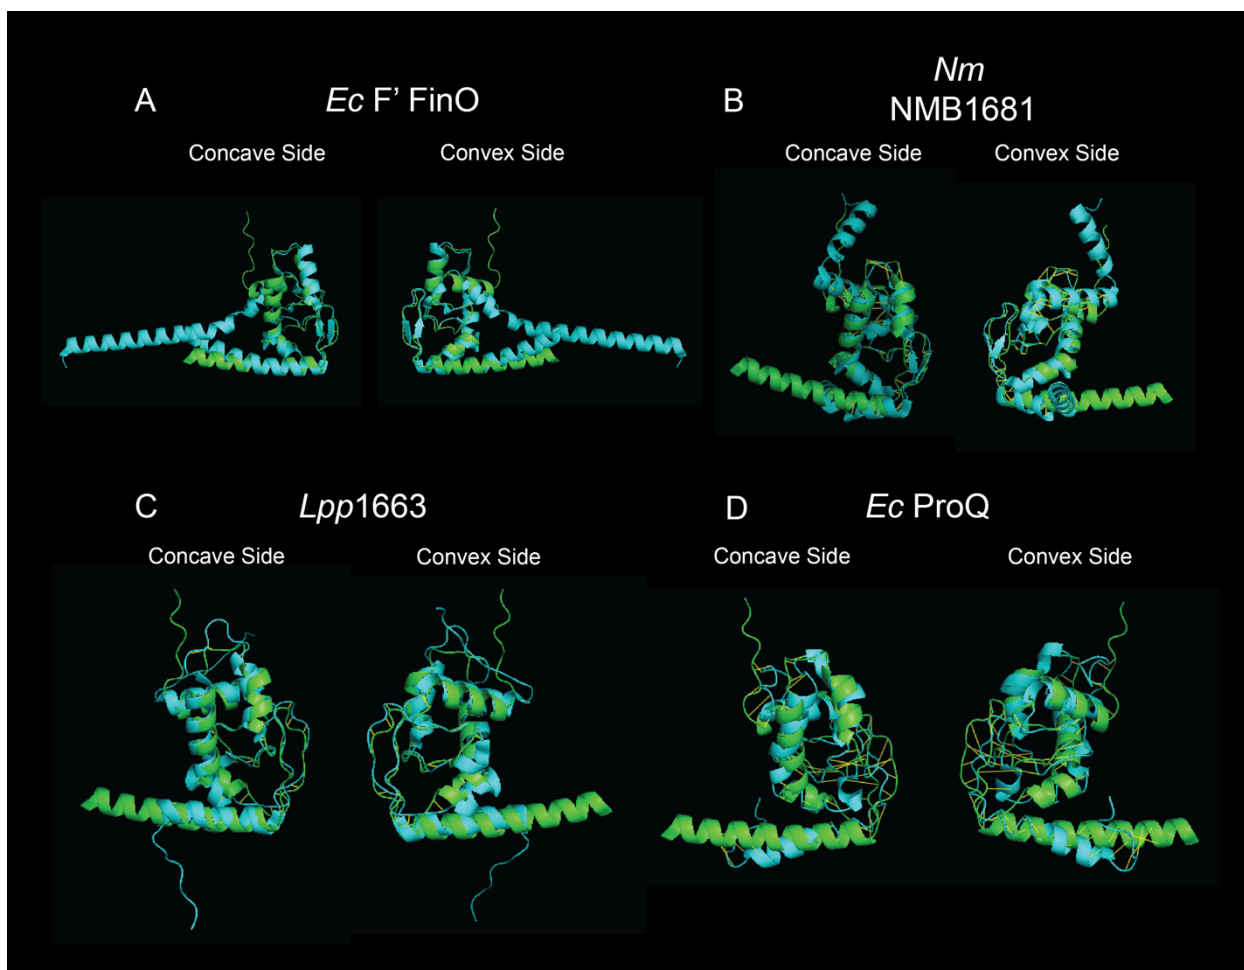 A
Ec F' FinO
Concave Side
Convex Side
B
Nm
NMB1681
Concave Side
Convex Side
C
Lpp1663
Concave Side
Convex Side
D
Ec ProQ
Concave Side
Convex Side